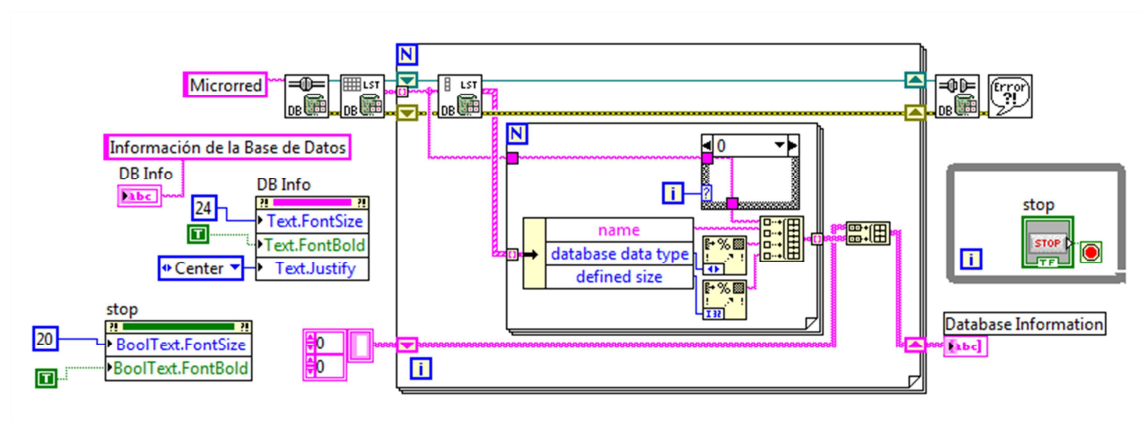 N
Microrred
LST
LST
DB
DB
DB
DB
Error
?!
Información de la Base de Datos
DB Info
abc
DB Info
24
Text.FontSize
Text.FontBold
T
Center
Text.Justify
N
0
i
?
name
database data type
defined size
stop
STOP
TF
i
stop
20
BoolText.FontSize
T
BoolText.FontBold
0
0
i
Database Information
abc